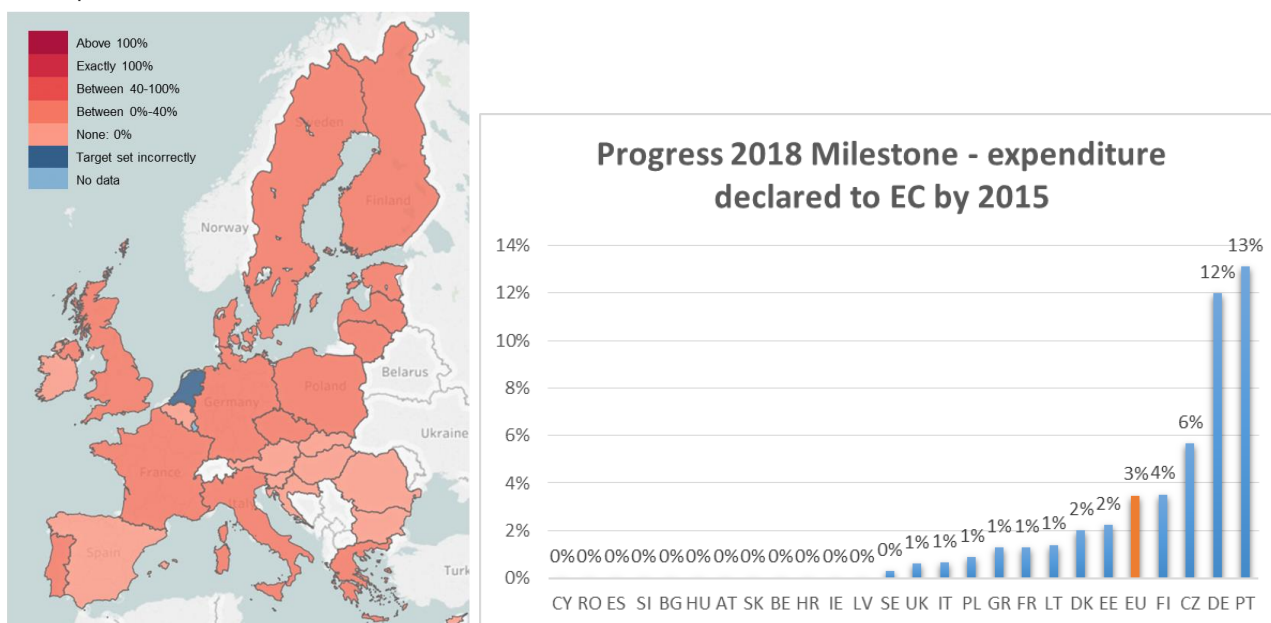 Above 100%
Exactly 100%
Between 40-100%
Between 0%-40%
None: 0%
Target set incorrectly
No data
Sweden
Finland
Norway
Belarus
Poland
Germany
Ukraine
France
Italy
Spain
Turk
Progress 2018 Milestone - expenditure
declared to EC by 2015
14%
12%
10%
8%
6%
4%
2%
0%
0% 0% 0% 0% 0% 0% 0% 0% 0% 0% 0% 0% 0% 1% 1% 1% 1% 1% 1% 2% 2% 3% 4% 6% 12% 13%
CY RO ES SI BG HU AT SK BE HR IE LV SE UK IT PL GR FR LT DK EE EU FI CZ DE PT